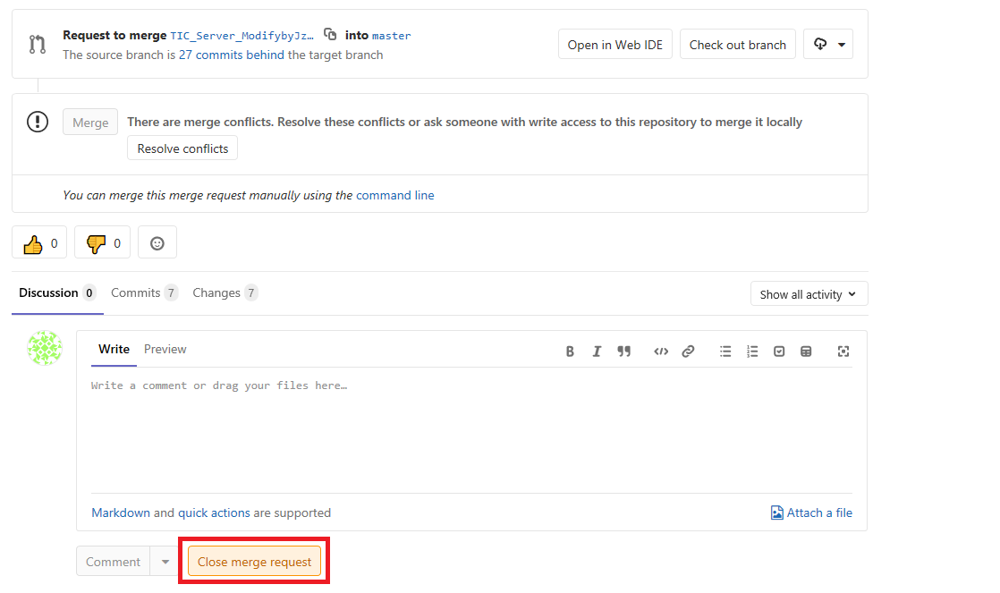 Request to merge TIC_Server_ModifybyJz… into master
The source branch is 27 commits behind the target branch
Open in Web IDE
Check out branch
Merge
There are merge conflicts. Resolve these conflicts or ask someone with write access to this repository to merge it locally
Resolve conflicts
You can merge this merge request manually using the command line
0
0
Discussion 0 Commits 7 Changes 7
Show all activity
Write Preview
Write a comment or drag your files here…
Markdown and quick actions are supported
Attach a file
Comment
Close merge request